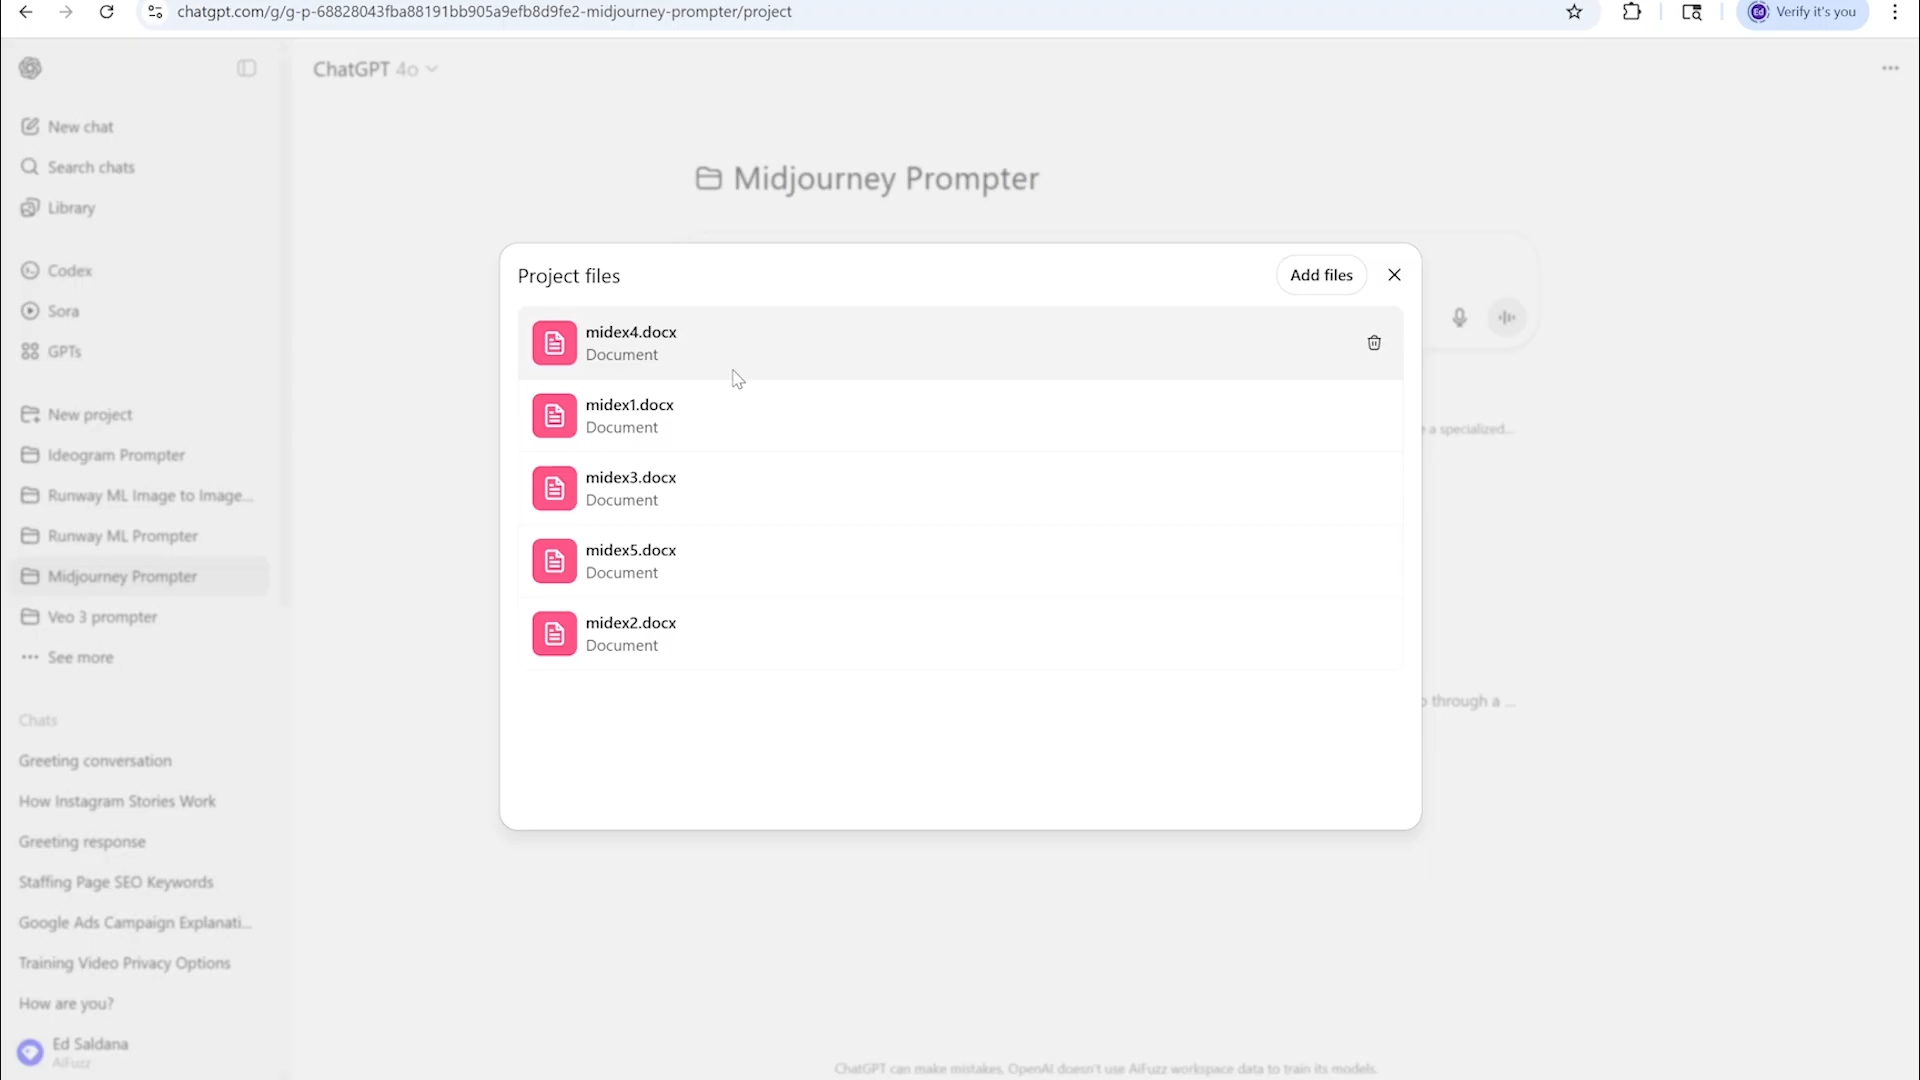 chatgpt.com/g/g-p-68828043fba88191bb905a9efb8d9fe2-midjourney-prompter/project
Ed
Verify it's you
ChatGPT 4o
New chat
Search chats
Library
Codex
Sora
GPTs
New project
Ideogram Prompter
Runway ML Image to Image...
Runway ML Prompter
Midjourney Prompter
Veo 3 prompter
See more
Chats
Greeting conversation
How Instagram Stories Work
Greeting response
Staffing Page SEO Keywords
Google Ads Campaign Explanati...
Training Video Privacy Options
How are you?
Ed Saldana
AiFuzz
Midjourney Prompter
Project files
Add files
midex4.docx
Document
midex1.docx
Document
midex3.docx
Document
midex5.docx
Document
midex2.docx
Document
a specialized...
through a ...
ChatGPT can make mistakes. OpenAI doesn't use AiFuzz workspace data to train its models.